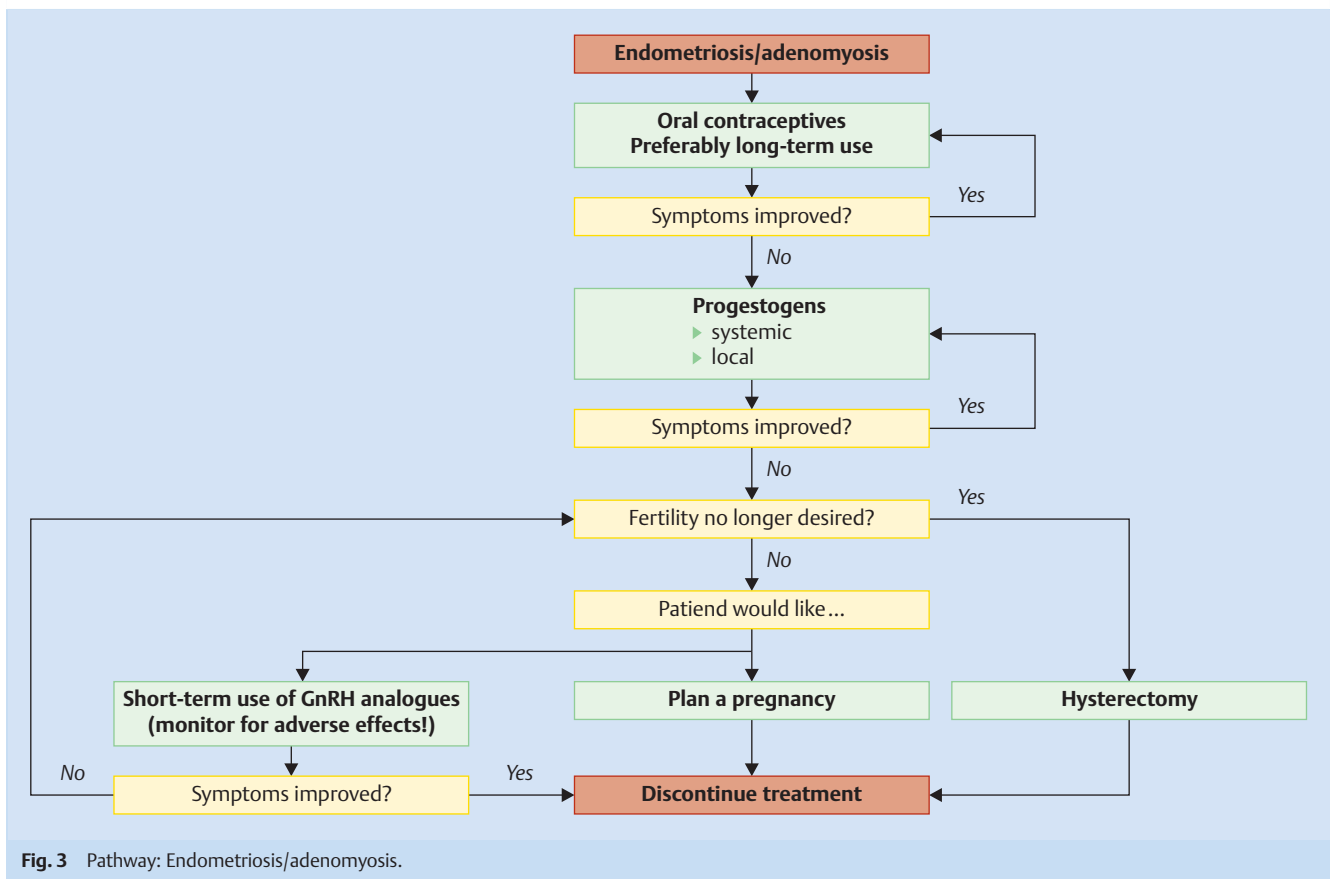 Endometriosis/adenomyosis
Oral contraceptives
Preferably long-term use
Yes
Symptoms improved?
No
Progestogens
▶ systemic
▶ local
Yes
Symptoms improved?
No
Yes
Fertility no longer desired?
No
Patiend would like ...
Short-term use of GnRH analogues
(monitor for adverse effects!)
Plan a pregnancy
Hysterectomy
No
Symptoms improved?
Yes
Discontinue treatment
Fig. 3 Pathway: Endometriosis/adenomyosis.